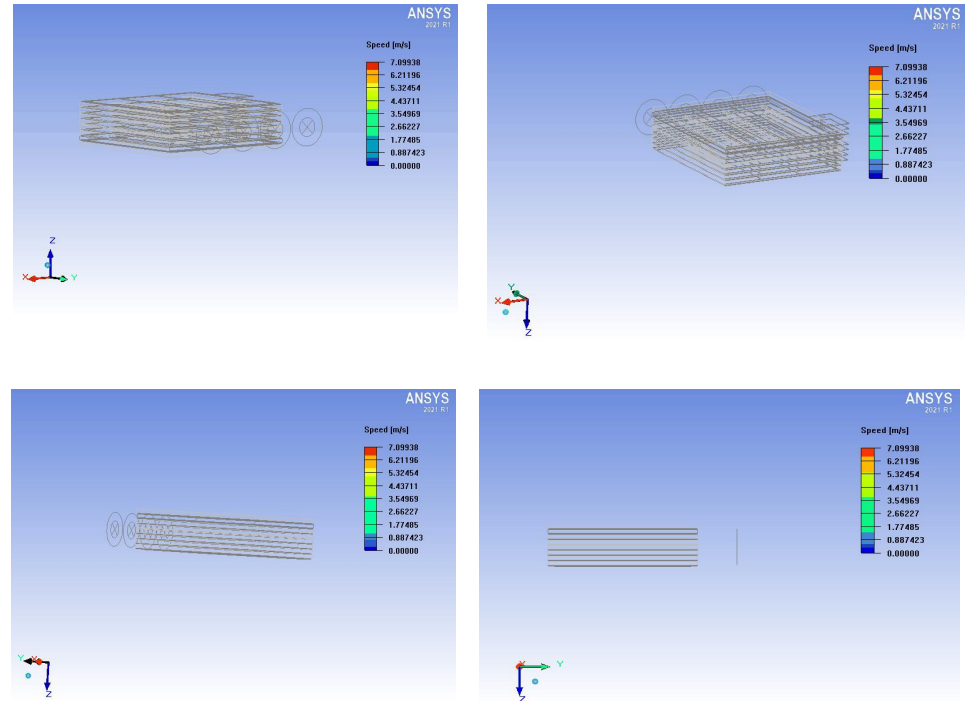 ANSYS
2021 R1
Speed [m/s]
7.09938
6.21196
5.32454
4.43711
3.54969
2.66227
1.77485
0.887423
0.00000
Z
X
Y
ANSYS
2021 R1
Speed [m/s]
7.09938
6.21196
5.32454
4.43711
3.54969
2.66227
1.77485
0.887423
0.00000
Y
X
Z
ANSYS
2021 R1
Speed [m/s]
7.09938
6.21196
5.32454
4.43711
3.54969
2.66227
1.77485
0.887423
0.00000
Y X
Z
ANSYS
2021 R1
Speed [m/s]
7.09938
6.21196
5.32454
4.43711
3.54969
2.66227
1.77485
0.887423
0.00000
X Y
Z